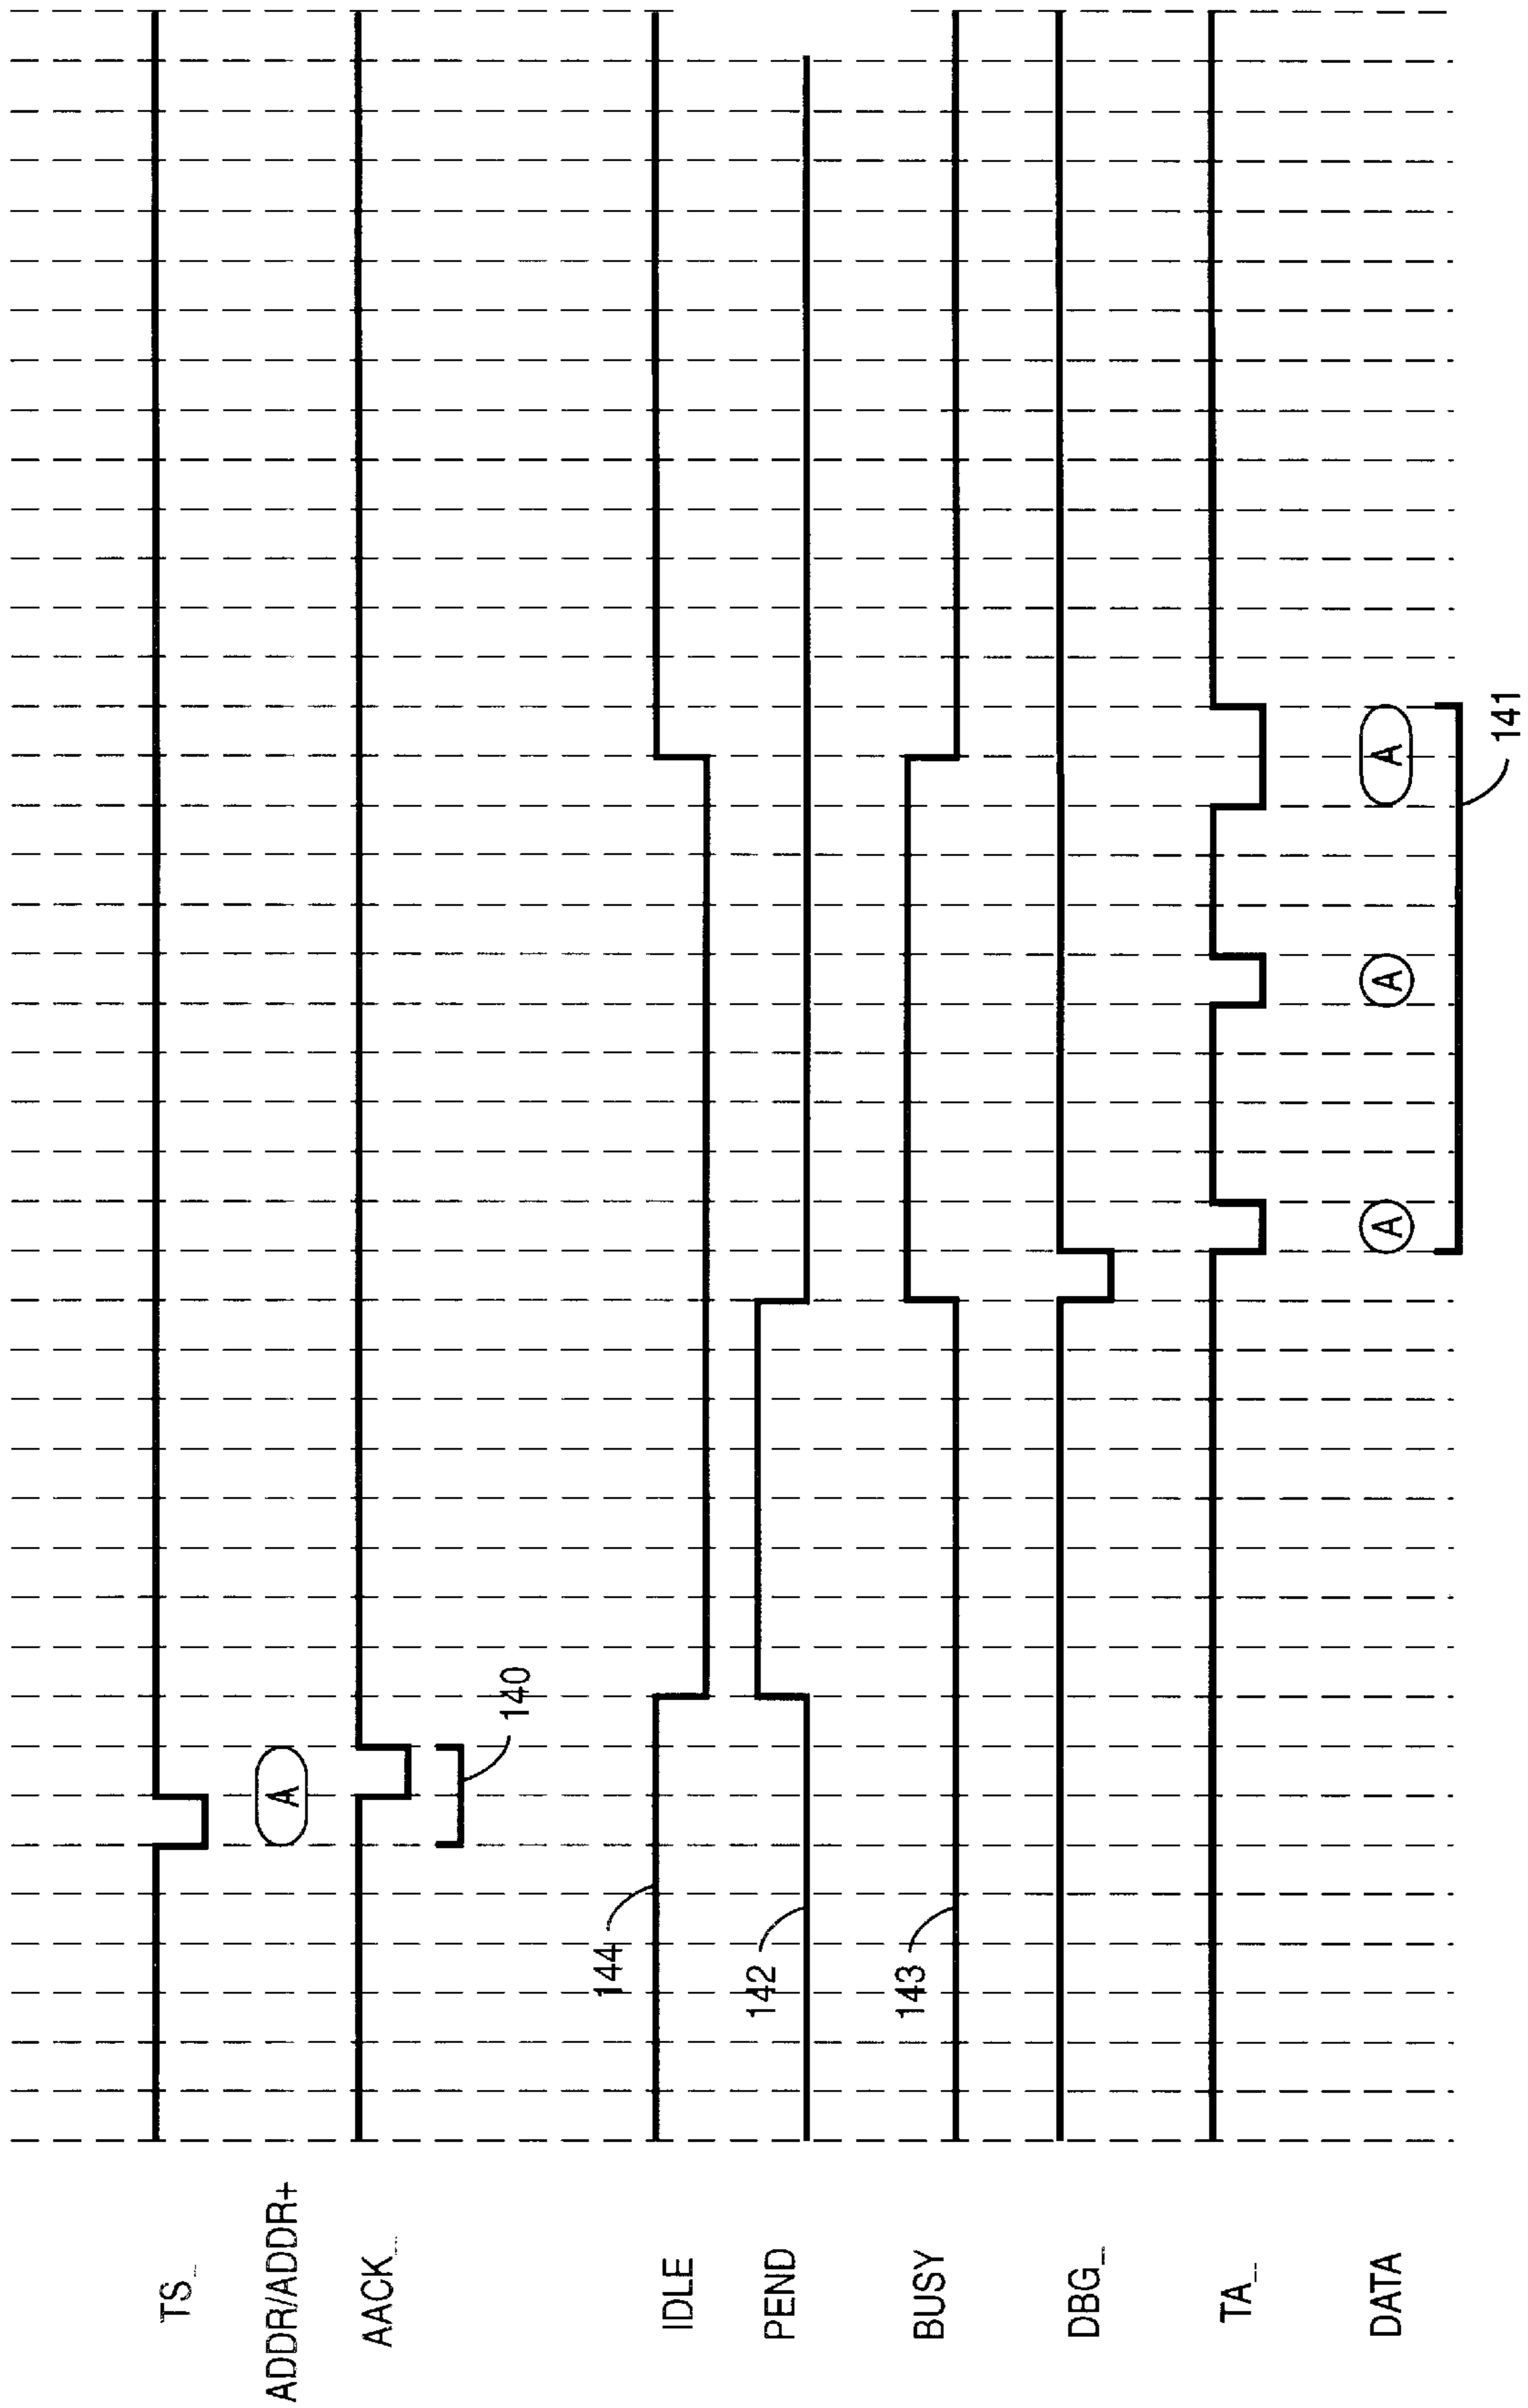 TS_
ADDR/ADDR+
A
AACK_
140
IDLE
144
PEND
142
BUSY
143
DBG_
TA_
DATA
A
A
A
141